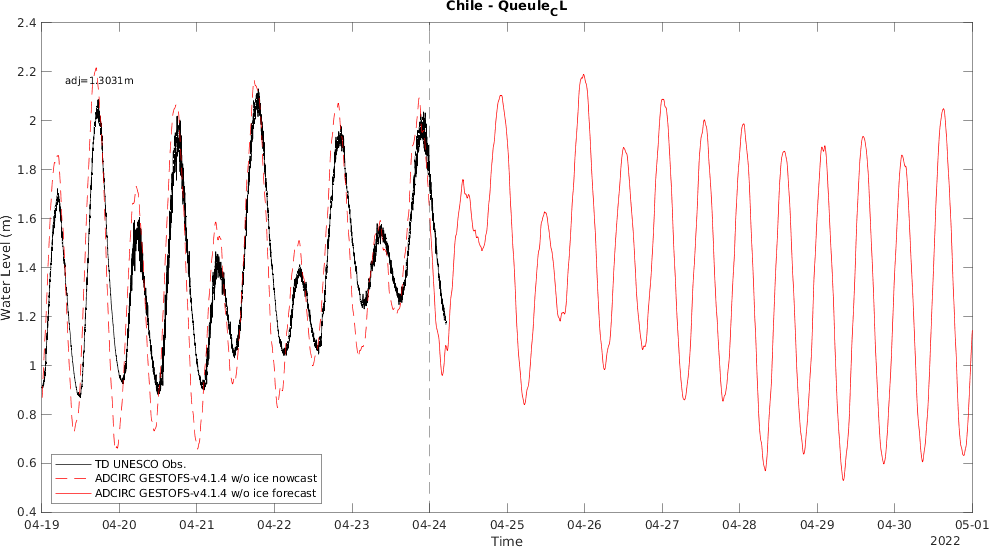 Chile - Queule_CL
adj=1.3031m
Water Level (m)
2.4
2.2
2
1.8
1.6
1.4
1.2
1
0.8
0.6
0.4
TD UNESCO Obs.
ADCIRC GESTOFS-v4.1.4 w/o ice nowcast
ADCIRC GESTOFS-v4.1.4 w/o ice forecast
04-19 04-20 04-21 04-22 04-23 04-24 04-25 04-26 04-27 04-28 04-29 04-30 05-01
Time
2022